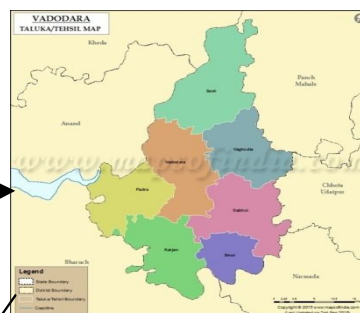 VADODARA
TALUKA/TEHSIL MAP
Kheda
Savli
Panch
Mahals
Anand
Vaghodia
Vadodara
Padra
Dabhoi
Chhota
Udaipur
Karjan
Sinor
Bharuch
Narmada
Legend
State Boundary
District Boundary
Taluka/Tehsil Boundary
Coastline